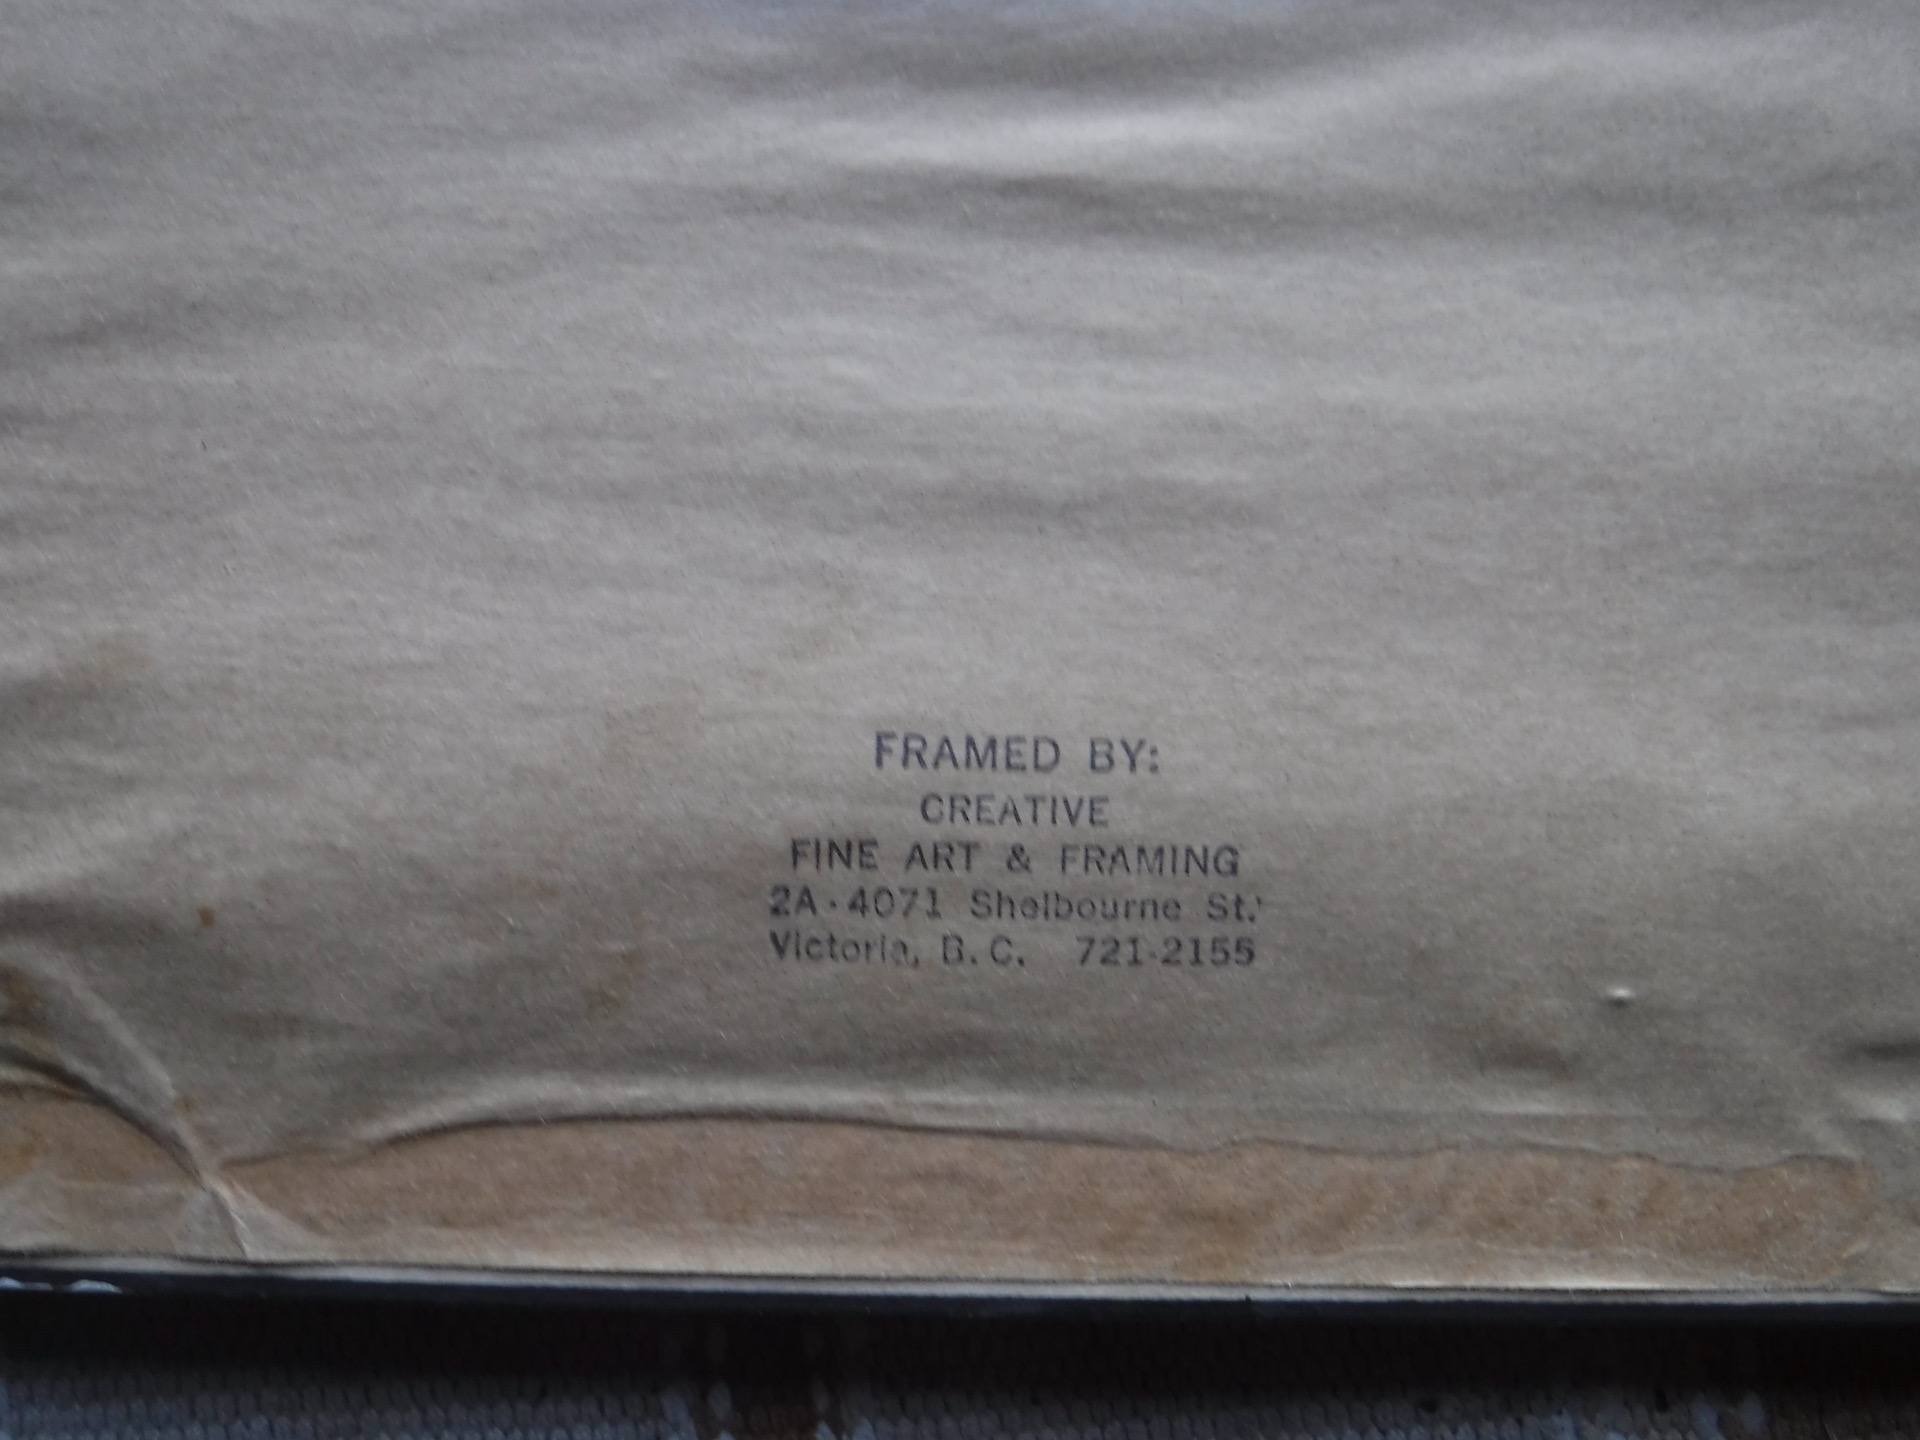 FRAMED BY:
CREATIVE
FINE ART & FRAMING
2A-4071 Shelbourne St.
Victoria, B.C. 721-2155